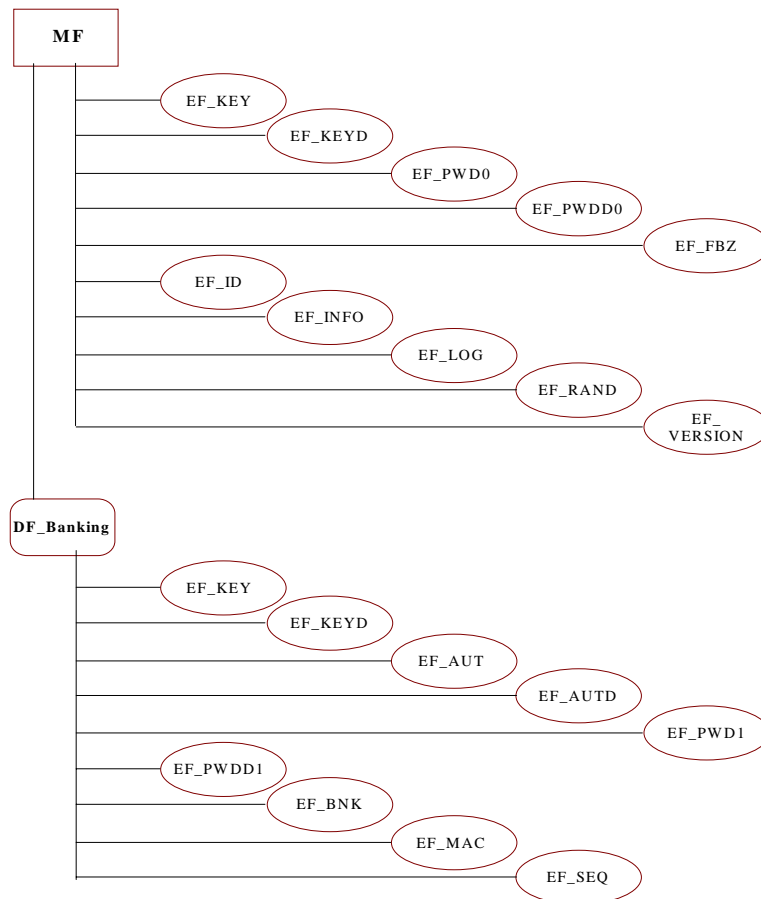 MF
EF_KEY
EF_KEYD
EF_PWD0
EF_PWDD0
EF_FBZ
EF_ID
EF_INFO
EF_LOG
EF_RAND
EF_
VERSION
DF_Banking
EF_KEY
EF_KEYD
EF_AUT
EF_AUTD
EF_PWD1
EF_PWDD1
EF_BNK
EF_MAC
EF_SEQ